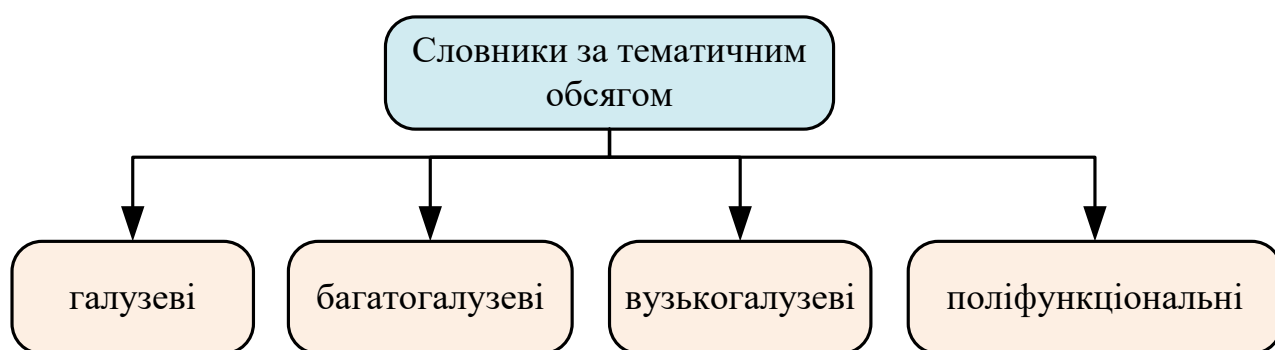 Словники за тематичним
обсягом
галузеві
багатогалузеві
вузькогалузеві
поліфункціональні